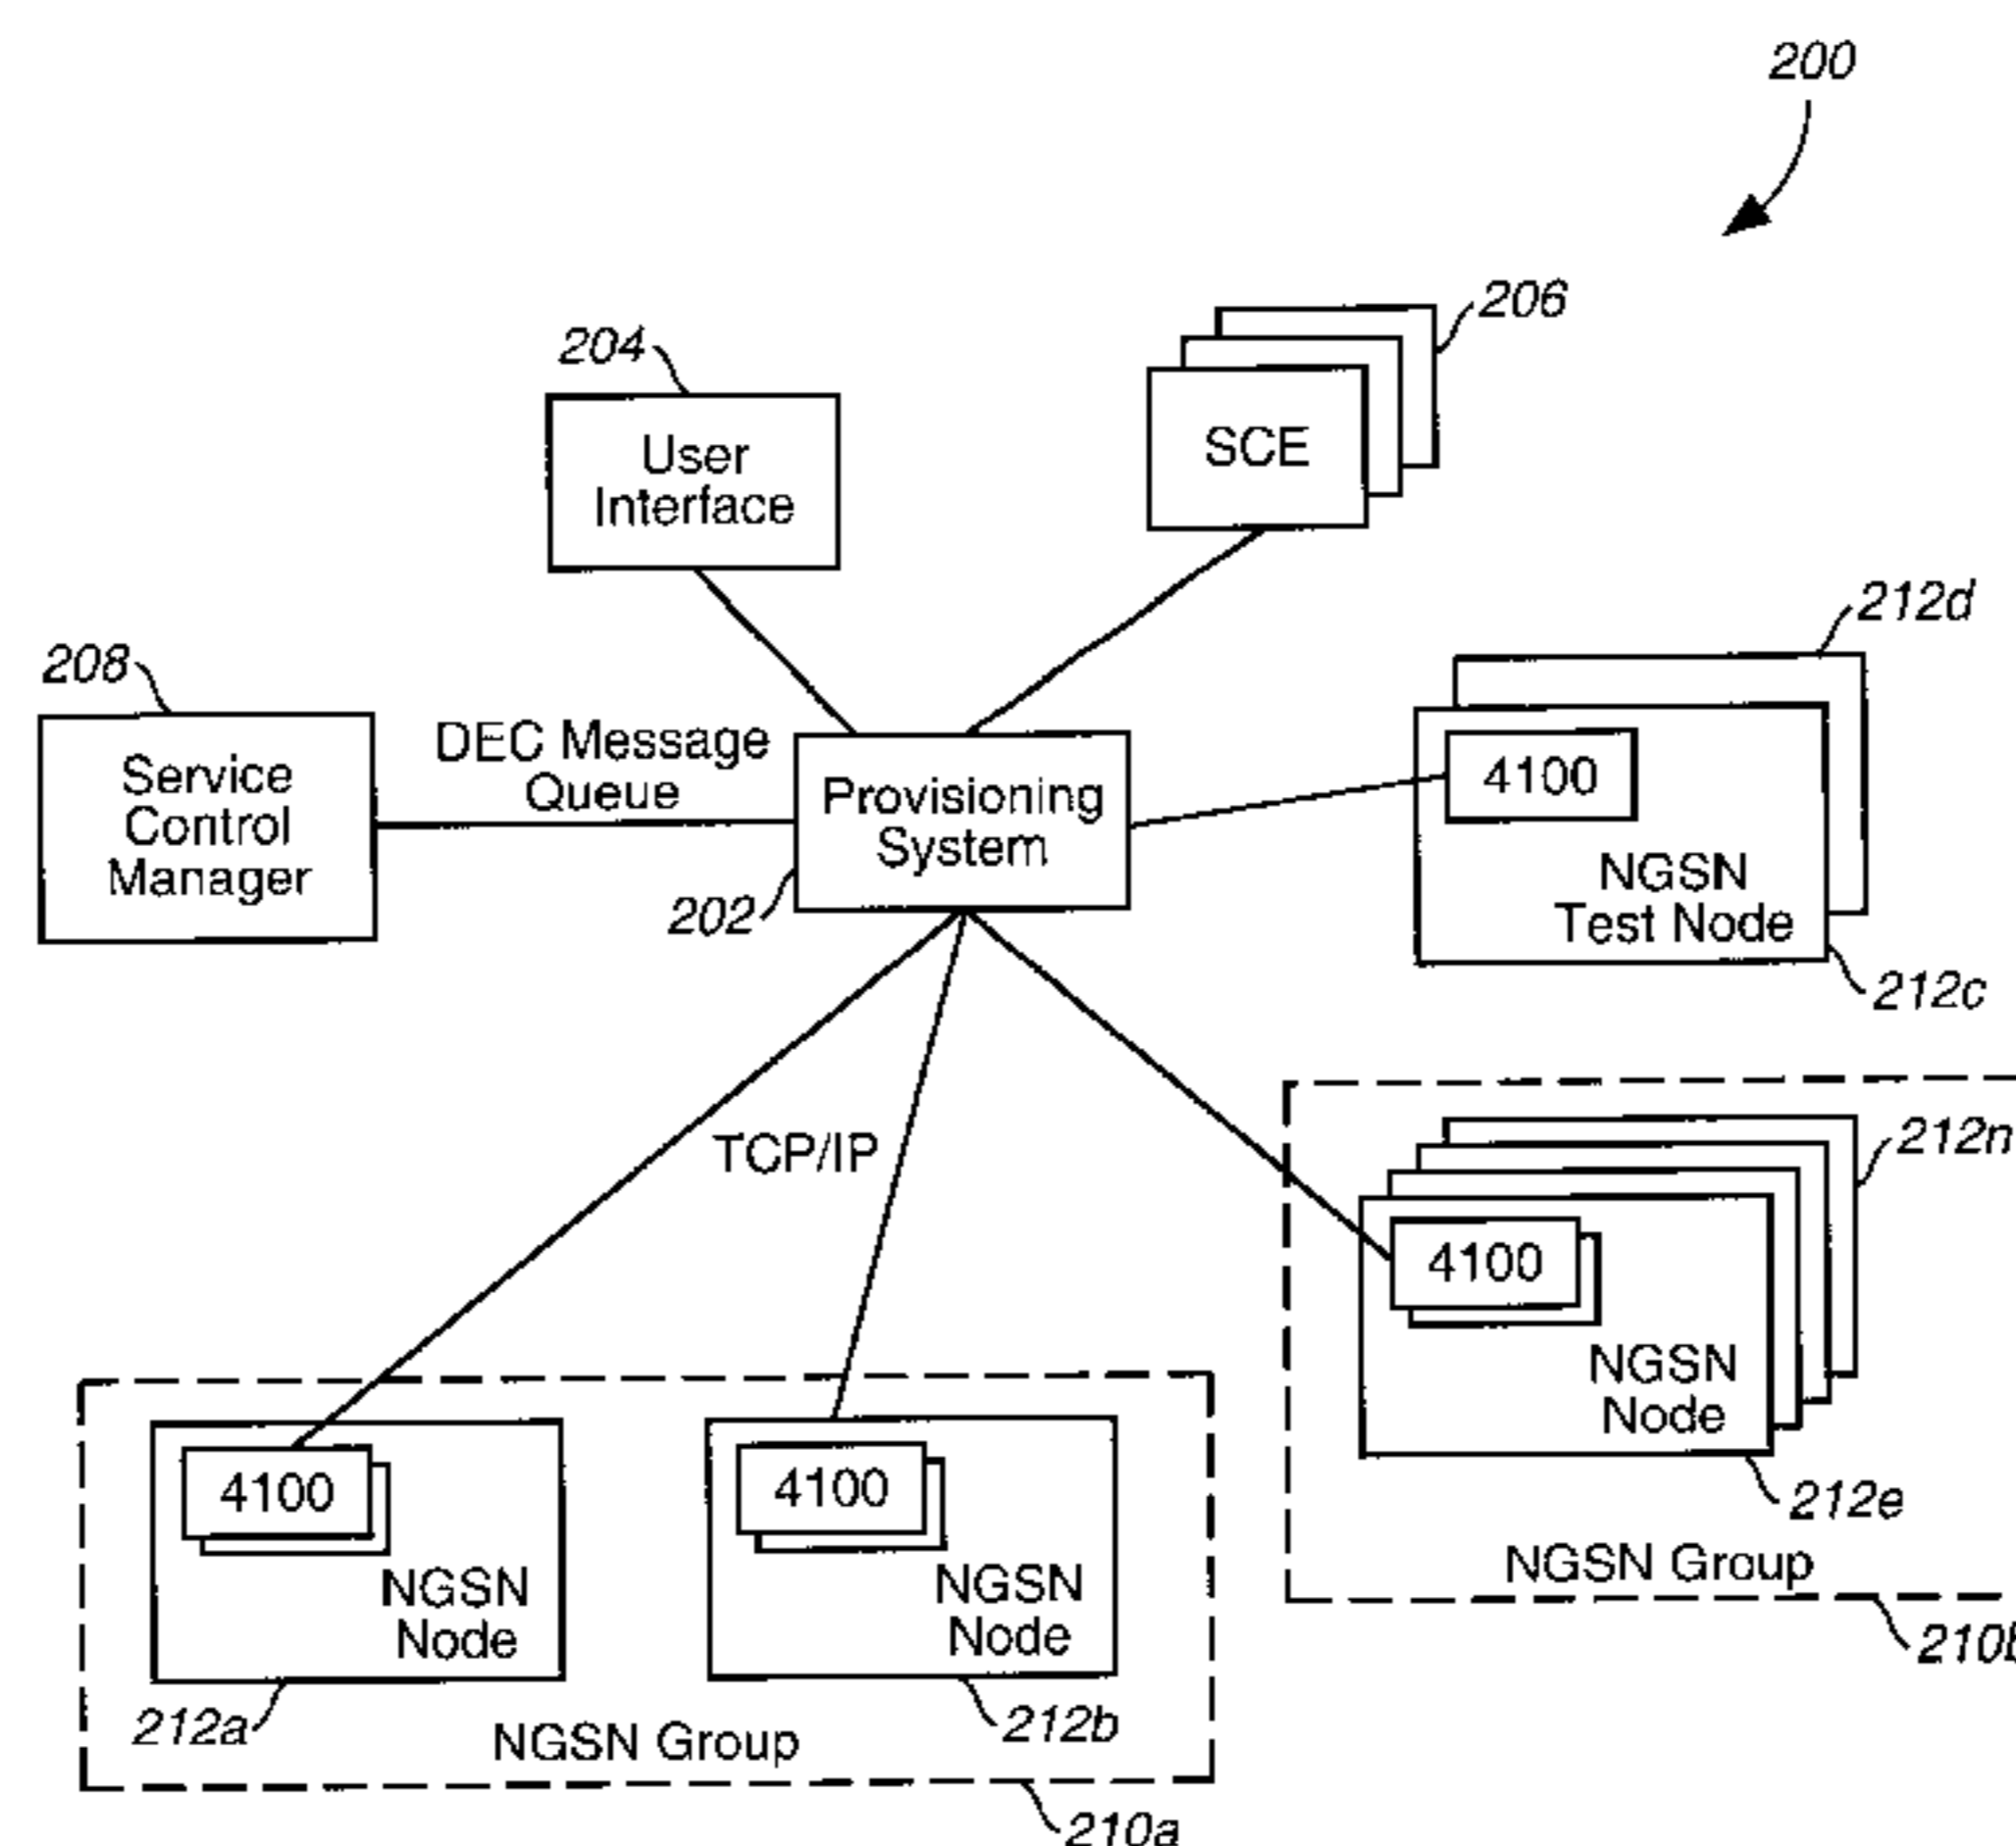 200
206
204
SCE
User
Interface
212d
208
DEC Message
Queue
Service
Control
Manager
Provisioning
System
4100
NGSN
Test Node
202
212c
TCP/IP
212n
4100
NGSN
Node
212e
NGSN Group
4100
NGSN
Node
4100
NGSN
Node
212a
212b
NGSN Group
210a